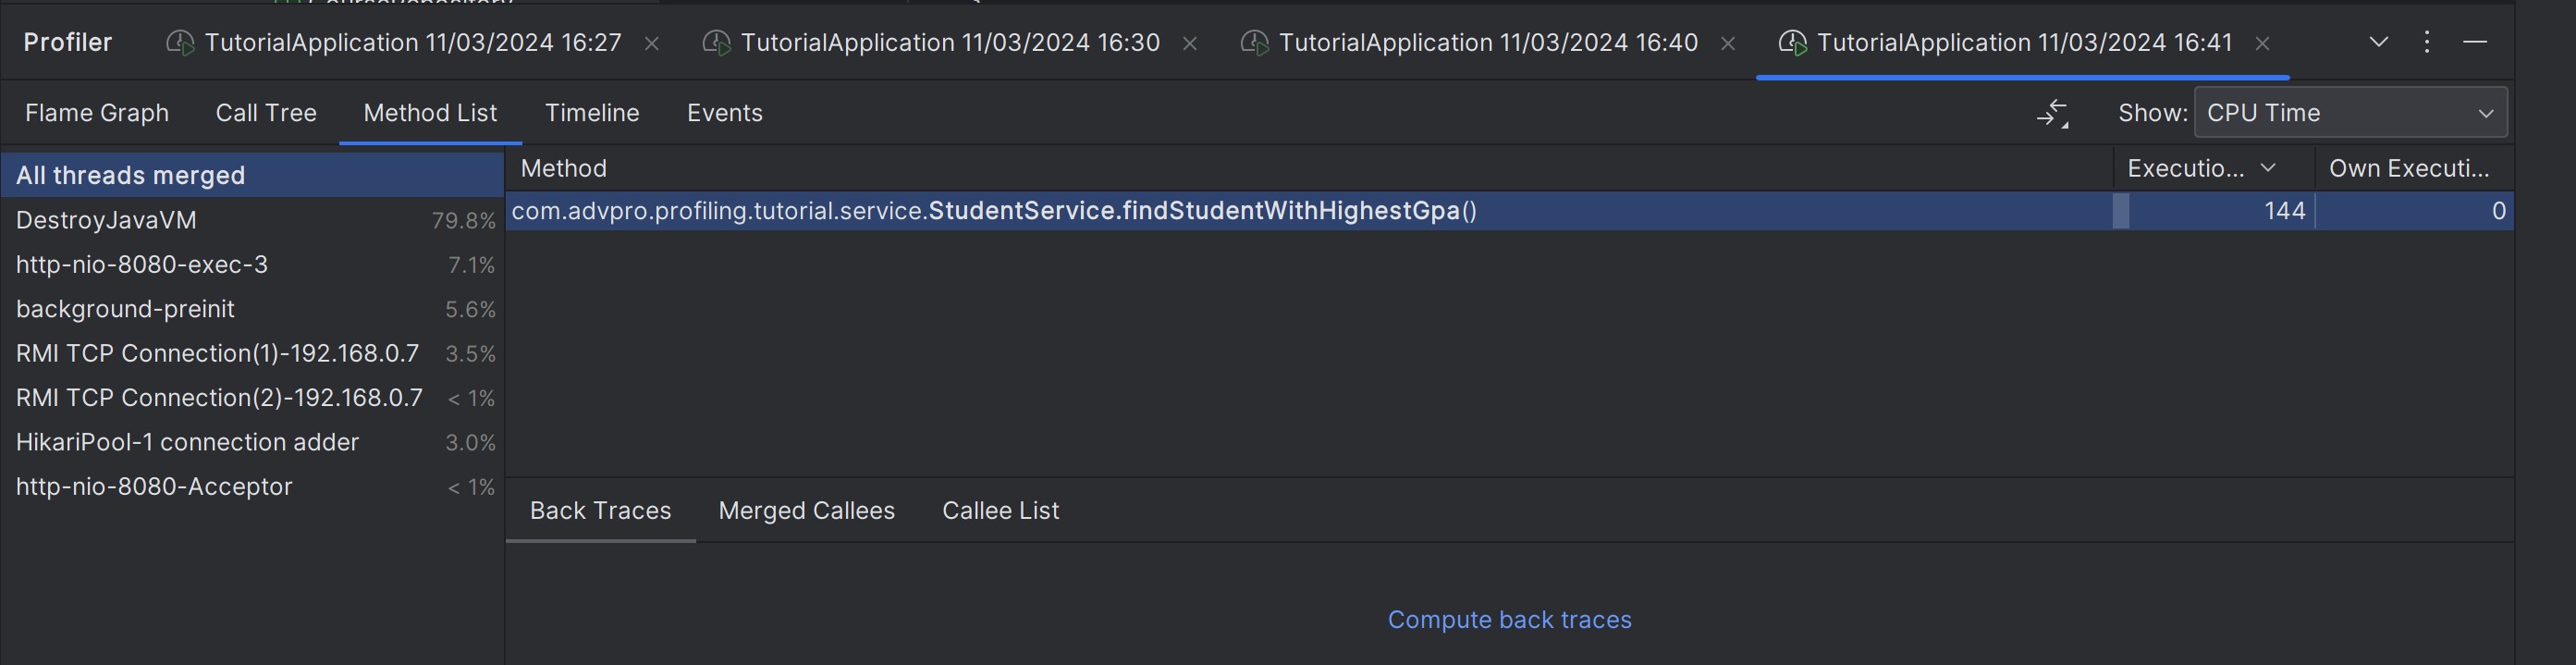 Profiler TutorialApplication 11/03/2024 16:27 TutorialApplication 11/03/2024 16:30 TutorialApplication 11/03/2024 16:40 TutorialApplication 11/03/2024 16:41
Flame Graph Call Tree Method List Timeline Events Show: CPU Time
All threads merged
DestroyJavaVM 79.8%
http-nio-8080-exec-3 7.1%
background-preinit 5.6%
RMI TCP Connection(1)-192.168.0.7 3.5%
RMI TCP Connection(2)-192.168.0.7 < 1%
HikariPool-1 connection adder 3.0%
http-nio-8080-Acceptor < 1%
Method Executio... Own Executi...
com.advpro.profiling.tutorial.service.StudentService.findStudentWithHighestGpa() 144 0
Back Traces Merged Callees Callee List
Compute back traces